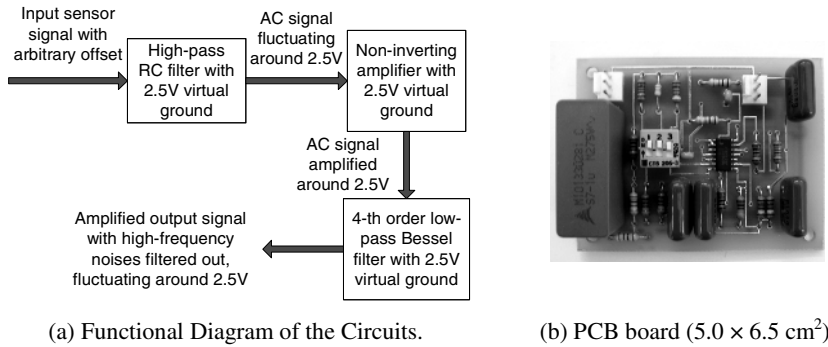 Input sensor
signal with
arbitrary offset
High-pass
RC filter with
2.5V virtual
ground
AC signal
fluctuating
around 2.5V
Non-inverting
amplifier with
2.5V virtual
ground
AC signal
amplified
around 2.5V
4-th order low-
pass Bessel
filter with 2.5V
virtual ground
Amplified output signal
with high-frequency
noises filtered out,
fluctuating around 2.5V
(a) Functional Diagram of the Circuits.
1 2 3
(b) PCB board (5.0 × 6.5 cm²)